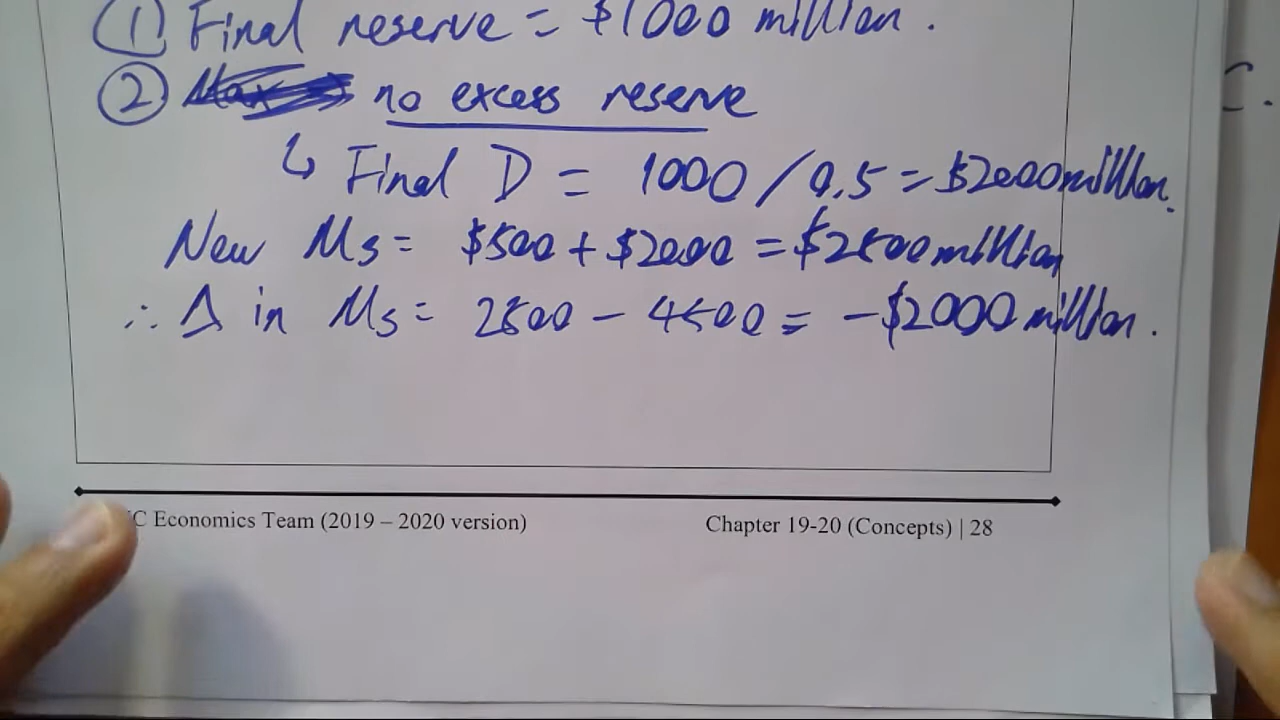 ① Final reserve = $1000 million.
② no excess reserve
↳ Final D = 1000 / 0.5 = $2000 million.
New Ms = $500 + $2000 = $2500 million
∴ Δ in Ms = 2500 - 4500 = -$2000 million.
C Economics Team (2019 – 2020 version) Chapter 19-20 (Concepts) | 28